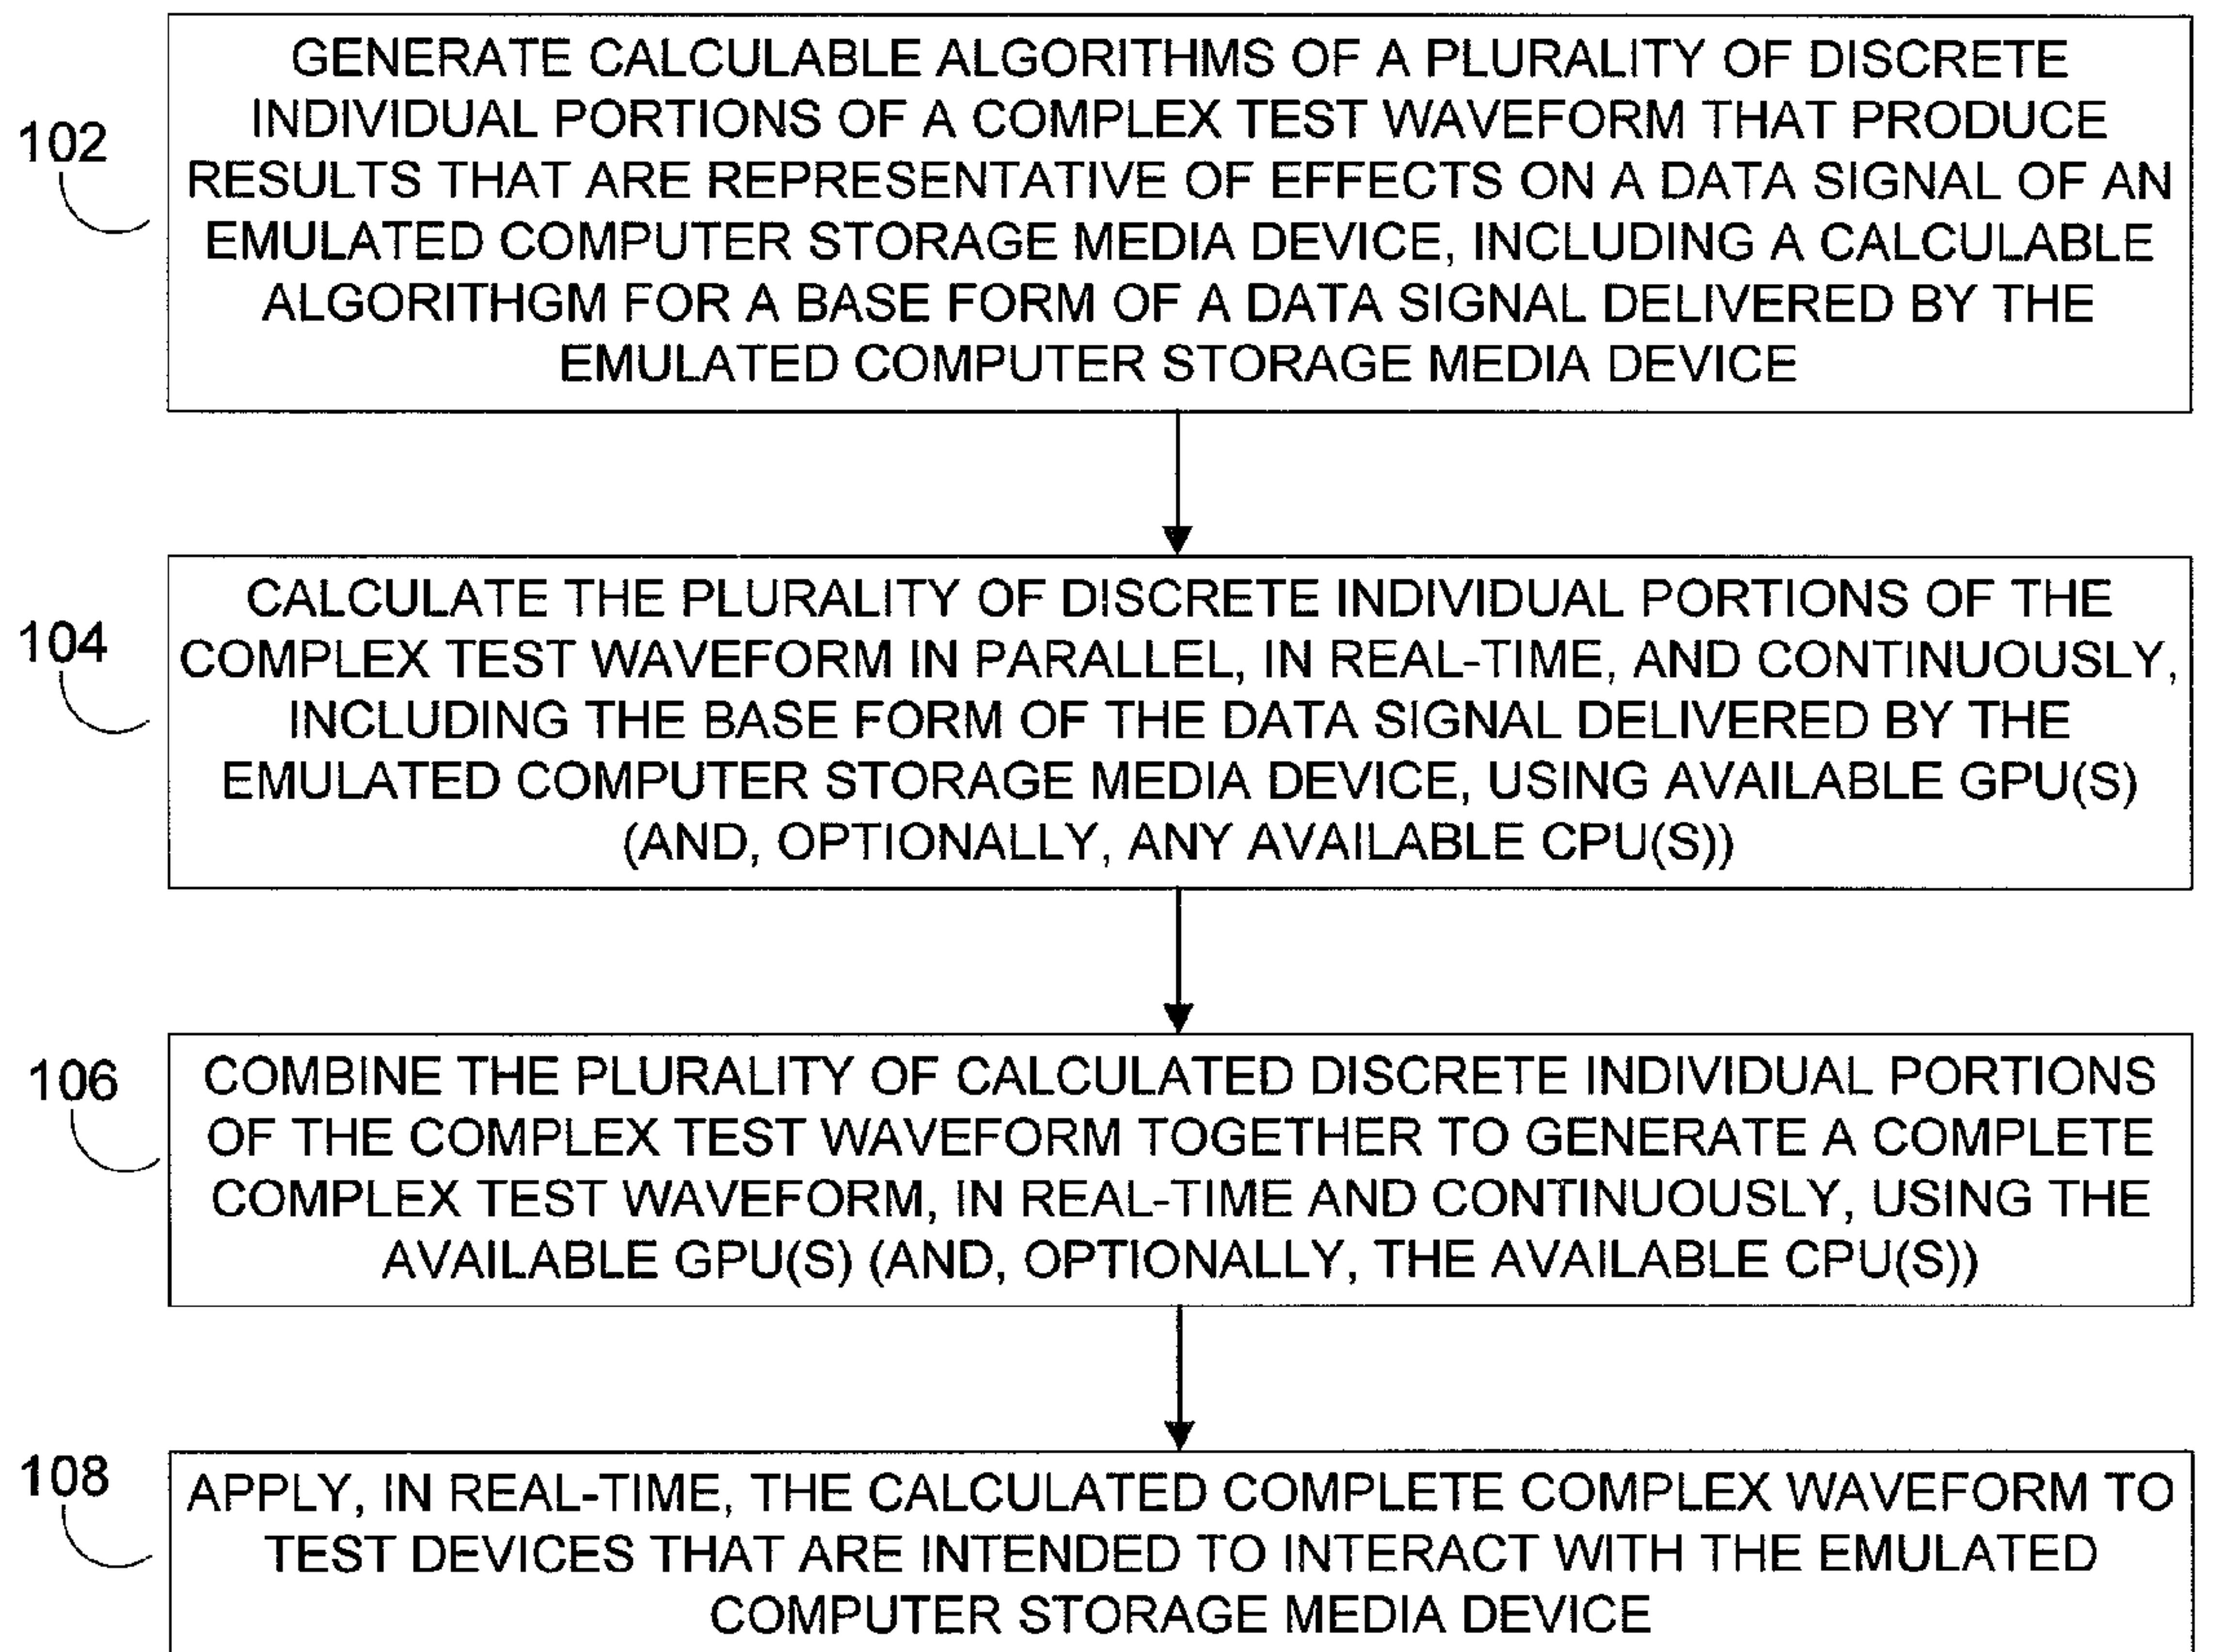 102
GENERATE CALCULABLE ALGORITHMS OF A PLURALITY OF DISCRETE
INDIVIDUAL PORTIONS OF A COMPLEX TEST WAVEFORM THAT PRODUCE
RESULTS THAT ARE REPRESENTATIVE OF EFFECTS ON A DATA SIGNAL OF AN
EMULATED COMPUTER STORAGE MEDIA DEVICE, INCLUDING A CALCULABLE
ALGORITHGM FOR A BASE FORM OF A DATA SIGNAL DELIVERED BY THE
EMULATED COMPUTER STORAGE MEDIA DEVICE
104
CALCULATE THE PLURALITY OF DISCRETE INDIVIDUAL PORTIONS OF THE
COMPLEX TEST WAVEFORM IN PARALLEL, IN REAL-TIME, AND CONTINUOUSLY,
INCLUDING THE BASE FORM OF THE DATA SIGNAL DELIVERED BY THE
EMULATED COMPUTER STORAGE MEDIA DEVICE, USING AVAILABLE GPU(S)
(AND, OPTIONALLY, ANY AVAILABLE CPU(S))
106
COMBINE THE PLURALITY OF CALCULATED DISCRETE INDIVIDUAL PORTIONS
OF THE COMPLEX TEST WAVEFORM TOGETHER TO GENERATE A COMPLETE
COMPLEX TEST WAVEFORM, IN REAL-TIME AND CONTINUOUSLY, USING THE
AVAILABLE GPU(S) (AND, OPTIONALLY, THE AVAILABLE CPU(S))
108
APPLY, IN REAL-TIME, THE CALCULATED COMPLETE COMPLEX WAVEFORM TO
TEST DEVICES THAT ARE INTENDED TO INTERACT WITH THE EMULATED
COMPUTER STORAGE MEDIA DEVICE